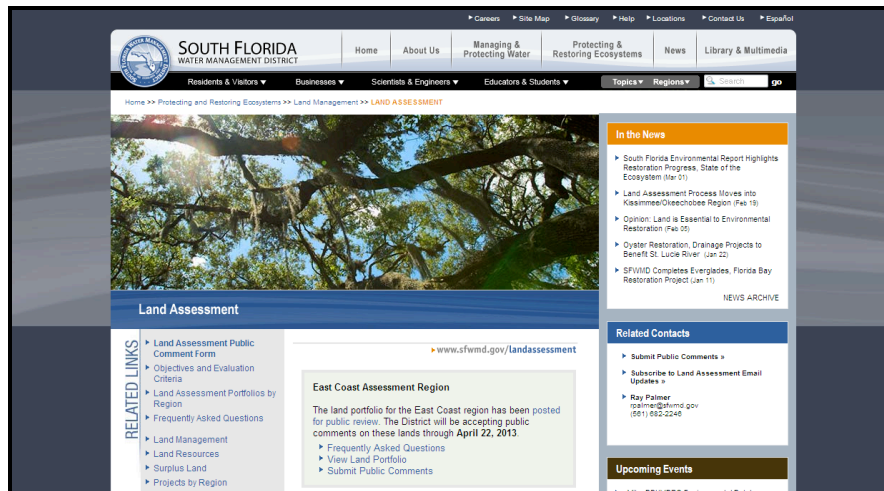 Careers Site Map Glossary Help Locations Contact Us Español
SOUTH FLORIDA
WATER MANAGEMENT DISTRICT
Home About Us Managing & Protecting Water Protecting & Restoring Ecosystems News Library & Multimedia
Residents & Visitors Businesses Scientists & Engineers Educators & Students Topics Regions Search go
Home >> Protecting and Restoring Ecosystems >> Land Management >> LAND ASSESSMENT
Land Assessment
RELATED LINKS
Land Assessment Public
Comment Form
Objectives and Evaluation
Criteria
Land Assessment Portfolios by
Region
Frequently Asked Questions
Land Management
Land Resources
Surplus Land
Projects by Region
www.sfwmd.gov/landassessment
East Coast Assessment Region
The land portfolio for the East Coast region has been posted
for public review. The District will be accepting public
comments on these lands through April 22, 2013.
Frequently Asked Questions
View Land Portfolio
Submit Public Comments
In the News
South Florida Environmental Report Highlights
Restoration Progress, State of the
Ecosystem (Mar 01)
Land Assessment Process Moves into
Kissimmee/Okeechobee Region (Feb 19)
Opinion: Land is Essential to Environmental
Restoration (Feb 05)
Oyster Restoration, Drainage Projects to
Benefit St. Lucie River (Jan 22)
SFWMD Completes Everglades, Florida Bay
Restoration Project (Jan 11)
NEWS ARCHIVE
Related Contacts
Submit Public Comments »
Subscribe to Land Assessment Email
Updates »
Ray Palmer
rpalmer@sfwmd.gov
(561) 682-2246
Upcoming Events